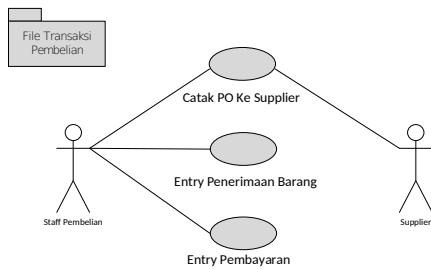 File Transaksi
Pembelian
Catak PO Ke Supplier
Entry Penerimaan Barang
Staff Pembelian
Supplier
Entry Pembayaran